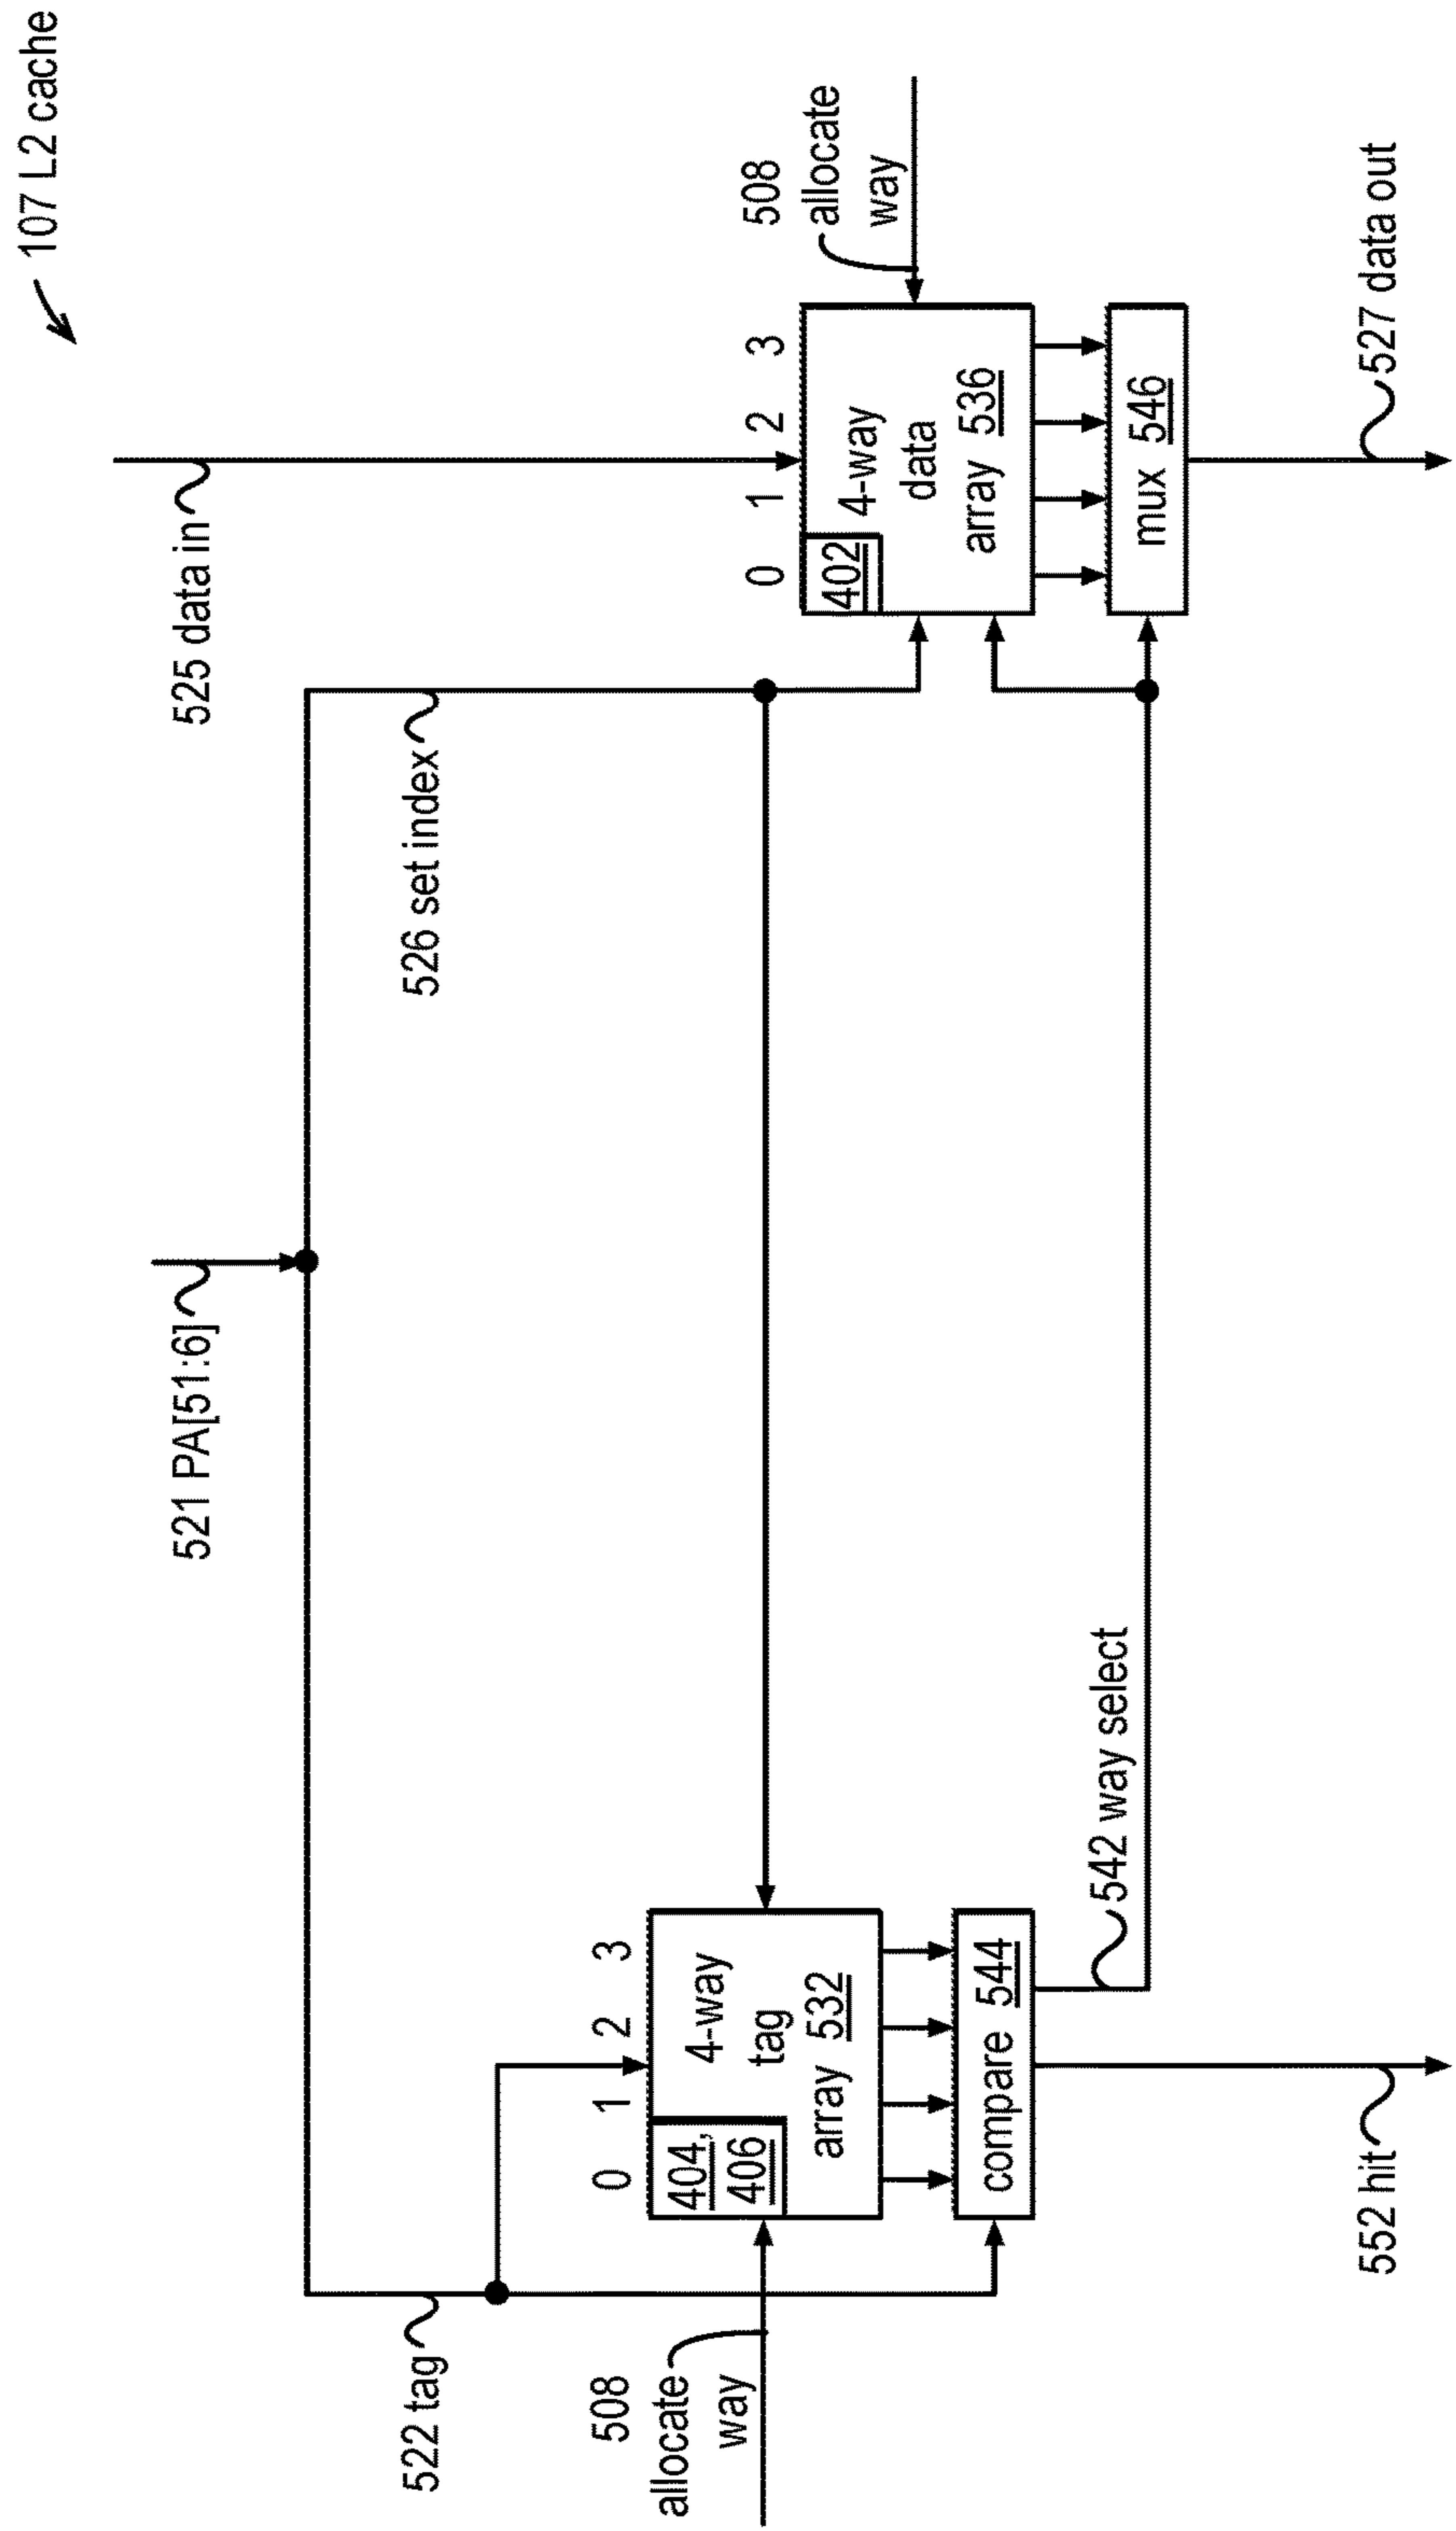 107 L2 cache
521 PA[51:6]
525 data in
522 tag
526 set index
508
allocate
way
0 1 2 3
404,
406
4-way
tag
array 532
compare 544
542 way select
552 hit
508
allocate
way
0 1 2 3
402
4-way
data
array 536
mux 546
527 data out